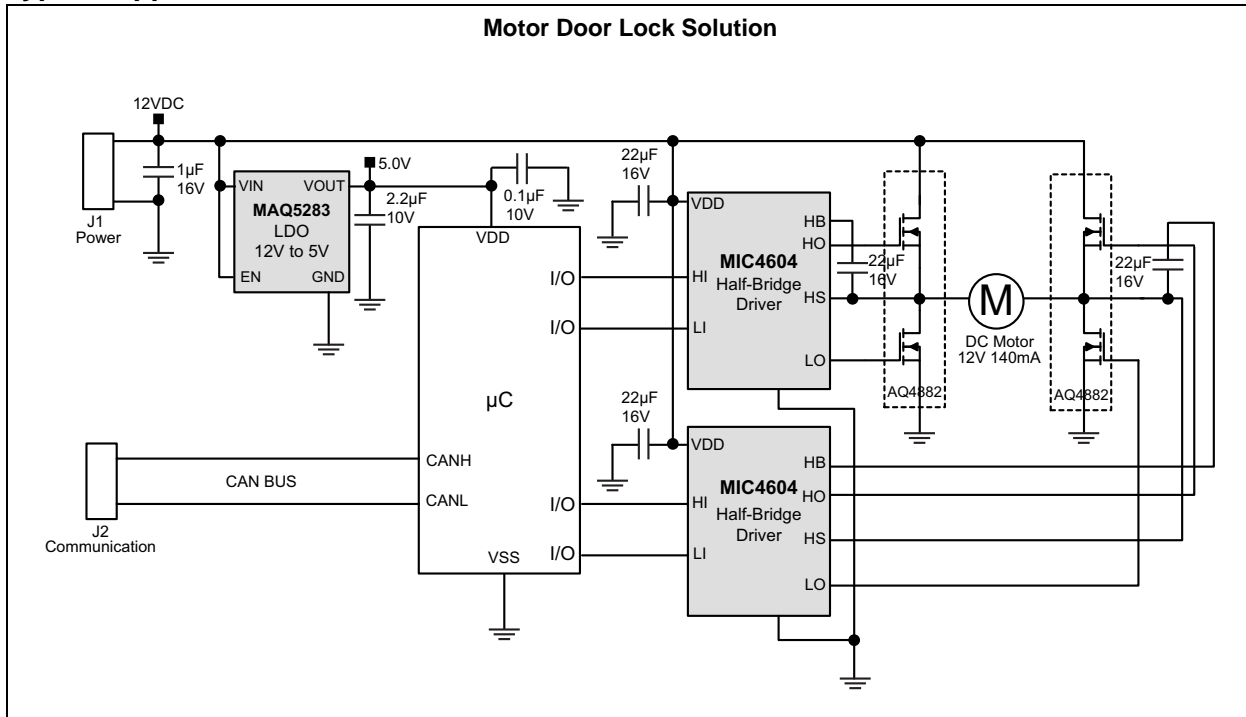 Motor Door Lock Solution
12VDC
1µF
16V
J1
Power
VIN
VOUT
MAQ5283
LDO
12V to 5V
EN
GND
5.0V
2.2µF
10V
0.1µF
10V
VDD
I/O
I/O
µC
CANH
CANL
I/O
I/O
VSS
CAN BUS
J2
Communication
22µF
16V
VDD
HB
HO
MIC4604
Half-Bridge
Driver
HI
HS
LI
LO
22µF
16V
M
DC Motor
12V 140mA
AQ4882
AQ4882
22µF
16V
22µF
16V
VDD
HB
MIC4604
HO
HI
Half-Bridge
Driver
HS
LI
LO